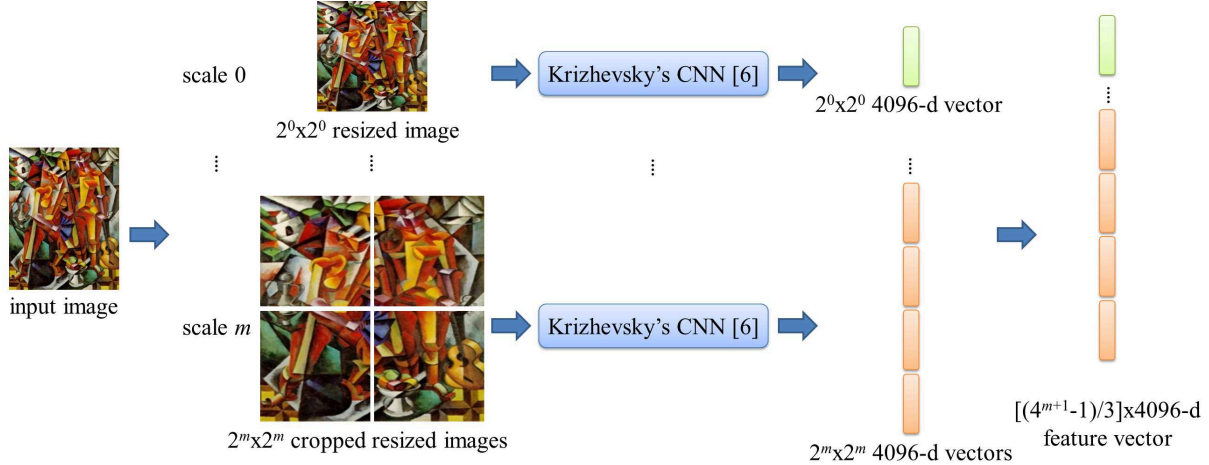 scale 0
Krizhevsky's CNN [6]
2⁰x2⁰ resized image
2⁰x2⁰ 4096-d vector
input image
scale m
Krizhevsky's CNN [6]
2ᵐx2ᵐ cropped resized images
2ᵐx2ᵐ 4096-d vectors
[(4ᵐ⁺¹-1)/3]x4096-d
feature vector